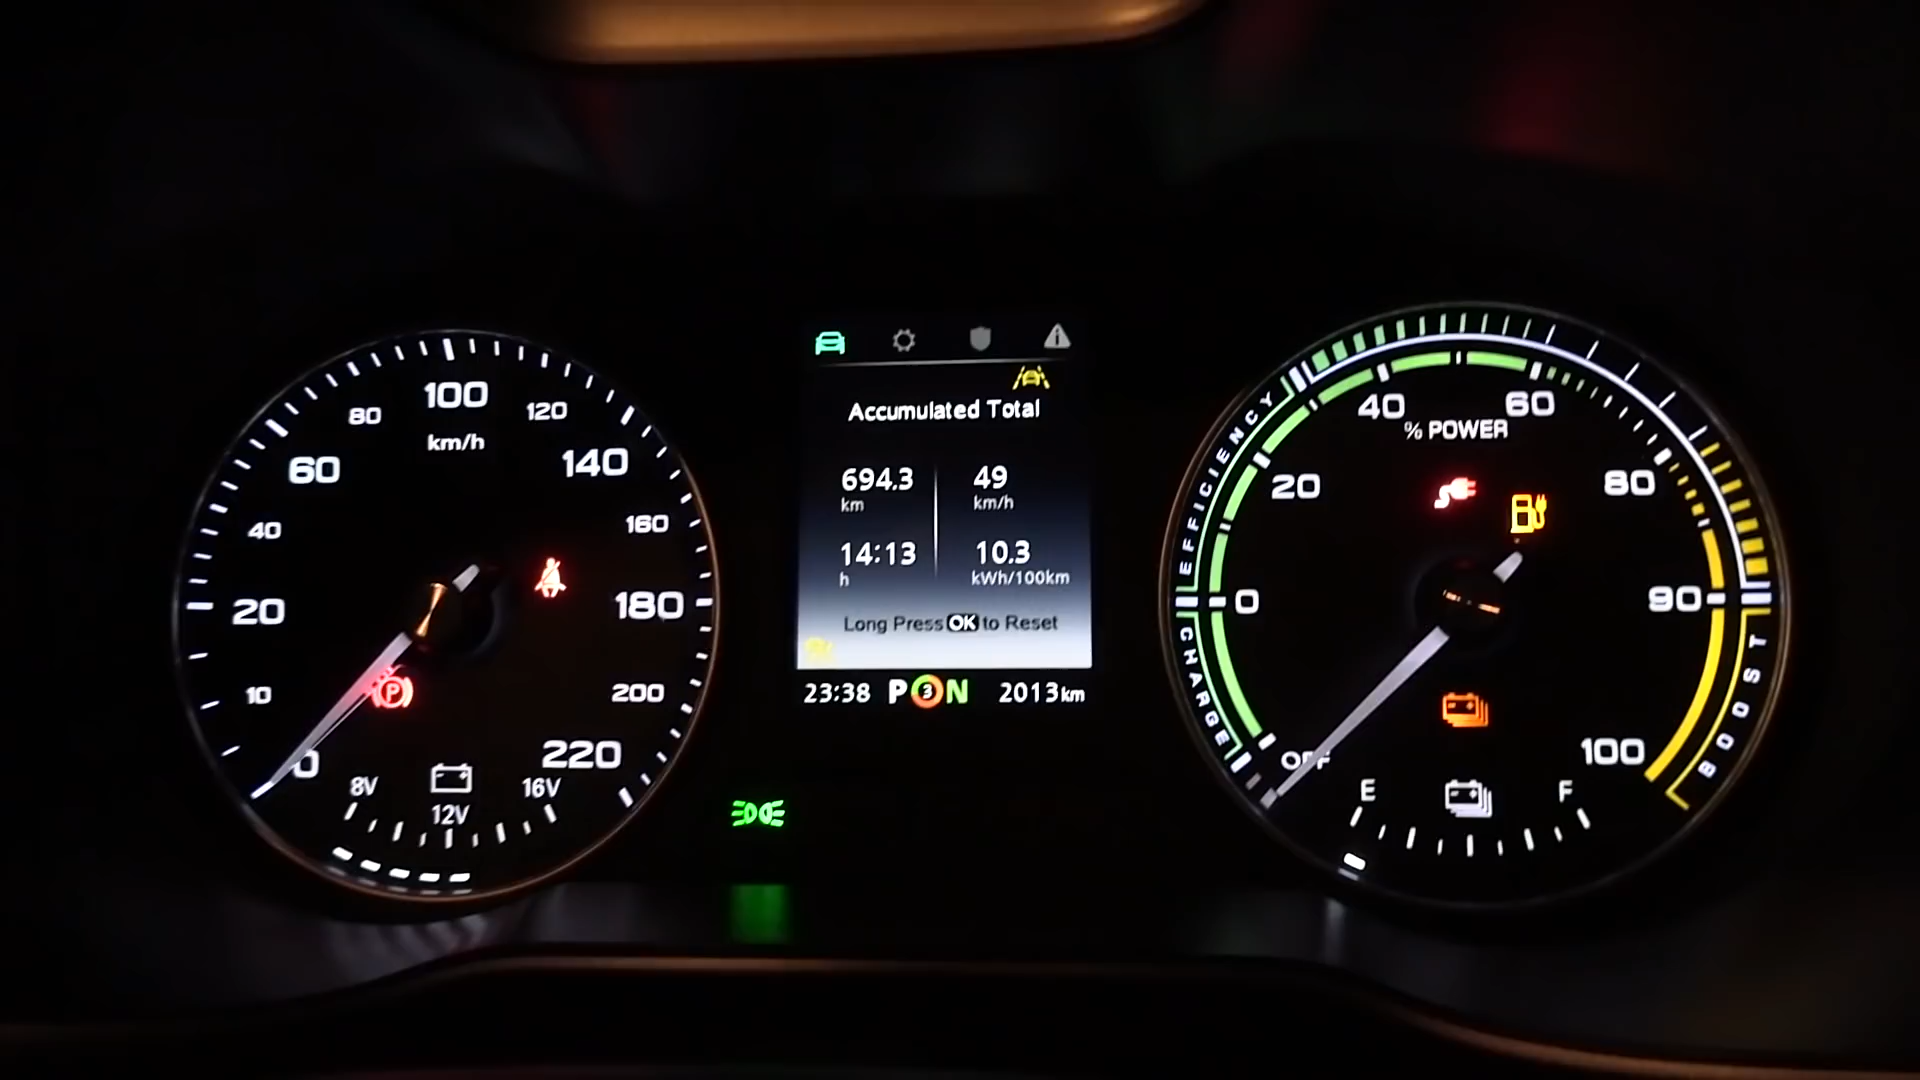 100
80
120
km/h
60
140
40
160
20
180
10
200
0
220
8V
16V
12V
P
Accumulated Total
694.3
km
49
km/h
14:13
h
10.3
kWh/100km
Long Press OK to Reset
23:38 P 3 N 2013km
EFFICIENCY
CHARGE
BOOST
40
60
% POWER
20
80
0
90
OFF
100
E
F